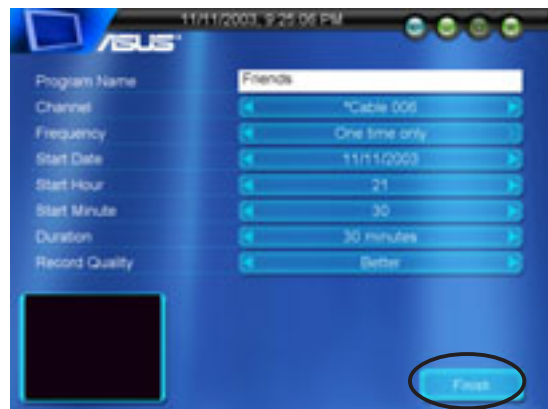 11/11/2003, 9:25:06 PM
ASUS
Program Name Friends
Channel *Cable 006
Frequency One time only
Start Date 11/11/2003
Start Hour 21
Start Minute 30
Duration 30 minutes
Record Quality Better
Finish